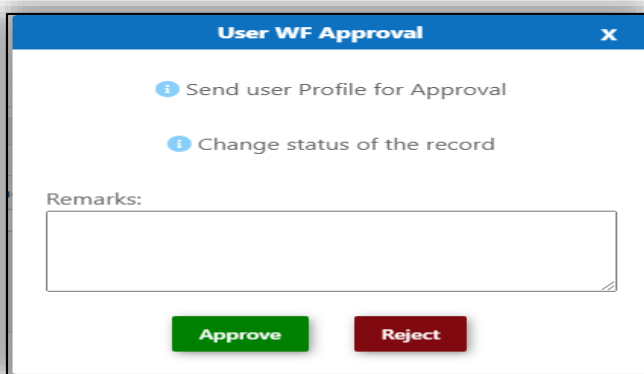 User WF Approval X
Send user Profile for Approval
Change status of the record
Remarks:
Approve Reject